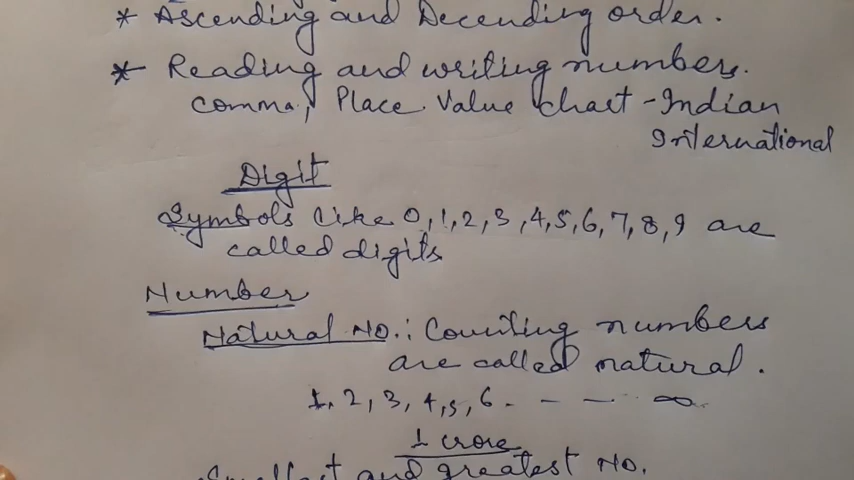 * Ascending and Decending order.
* Reading and writing numbers.
comma, Place Value chart - Indian
International
Digit
Symbols like 0,1,2,3,4,5,6,7,8,9 are
called digits
Number
Natural No.: Counting numbers
are called natural.
1, 2, 3, 4, 5, 6 - - - ∞
1 crore
Smallest and greatest No.